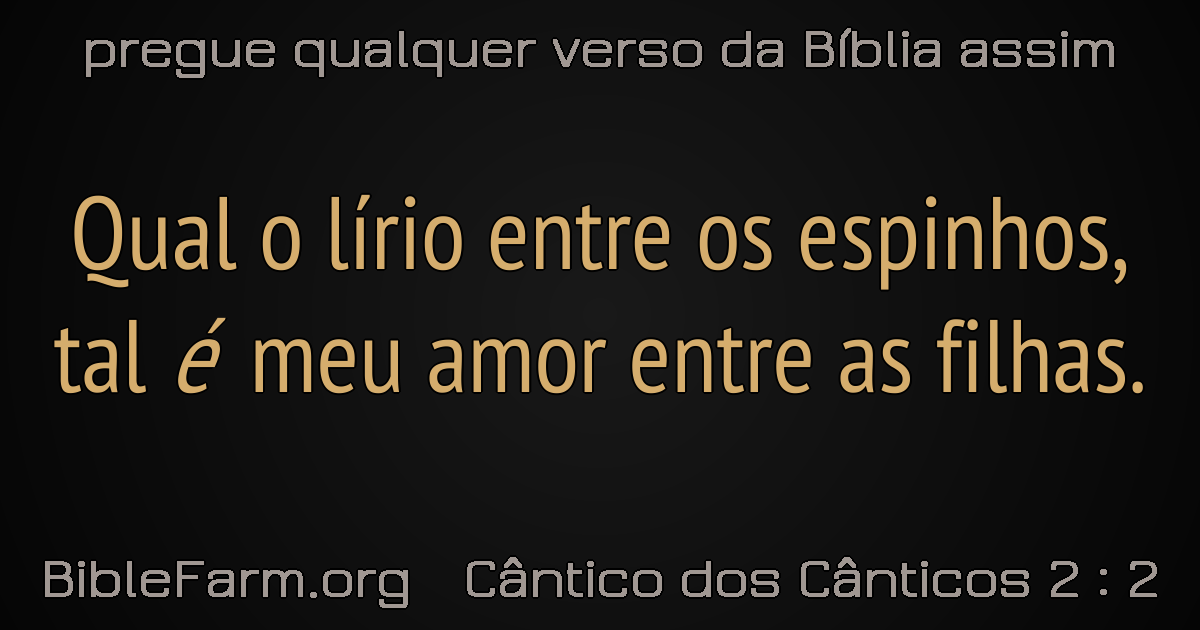 pregue qualquer verso da Bíblia assim
Qual o lírio entre os espinhos,
tal é meu amor entre as filhas.
BibleFarm.org Cântico dos Cânticos 2 : 2